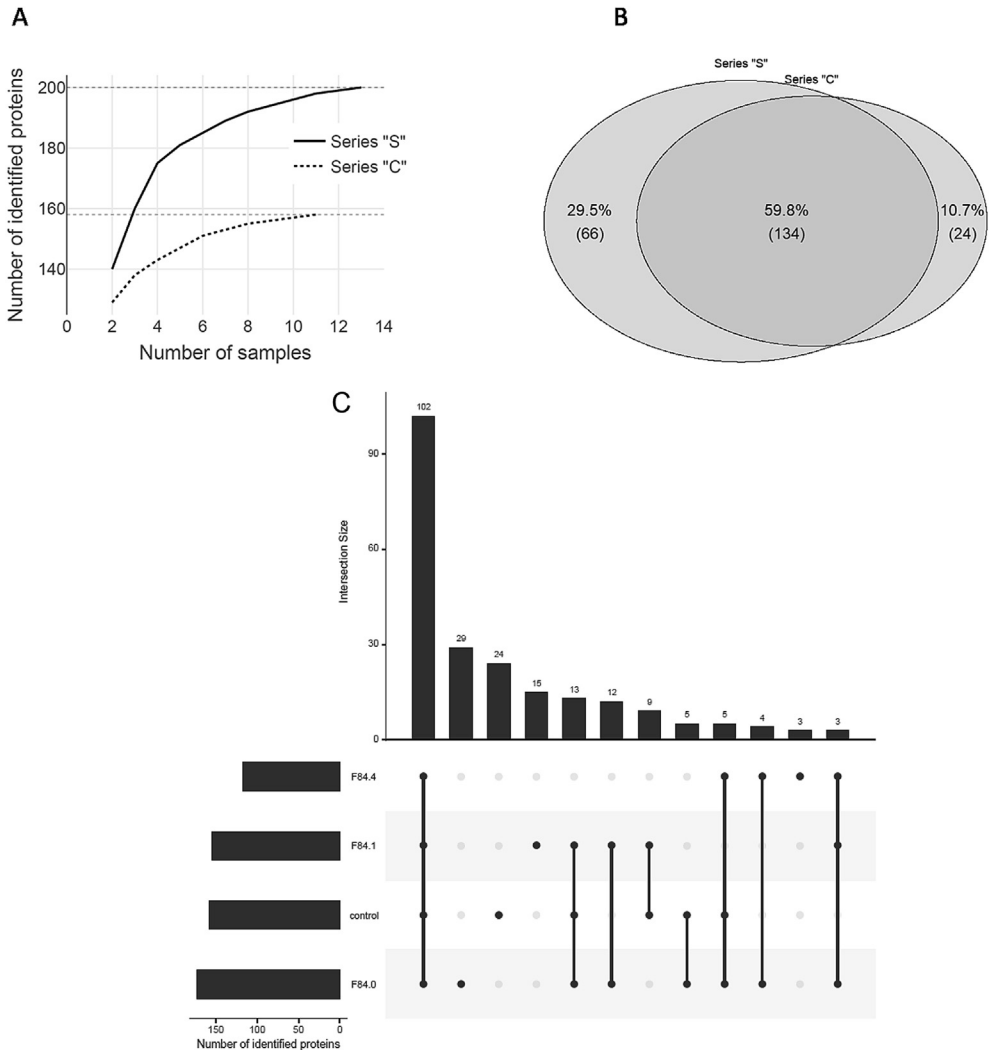 A
Number of identified proteins
200
180
160
140
0
2
4
6
8
10
12
14
Number of samples
Series "S"
Series "C"
B
Series "S"
Series "C"
29.5%
(66)
59.8%
(134)
10.7%
(24)
C
Intersection Size
90
60
30
0
102
29
24
15
13
12
9
5
5
4
3
3
F84.4
F84.1
control
F84.0
150
100
50
0
Number of identified proteins